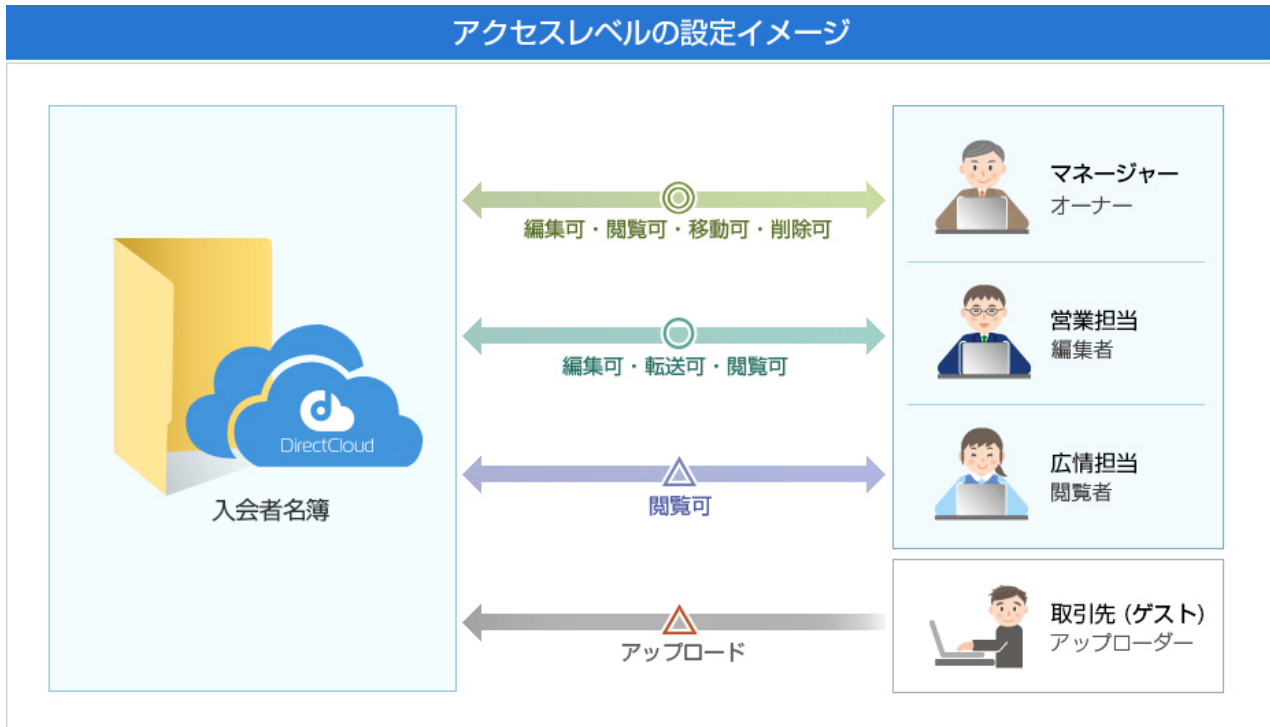 アクセスレベルの設定イメージ
編集可・閲覧可・移動可・削除可
マネージャー
オーナー
編集可・転送可・閲覧可
営業担当
編集者
DirectCloud
入会者名簿
閲覧可
広情担当
閲覧者
アップロード
取引先(ゲスト)
アップローダー